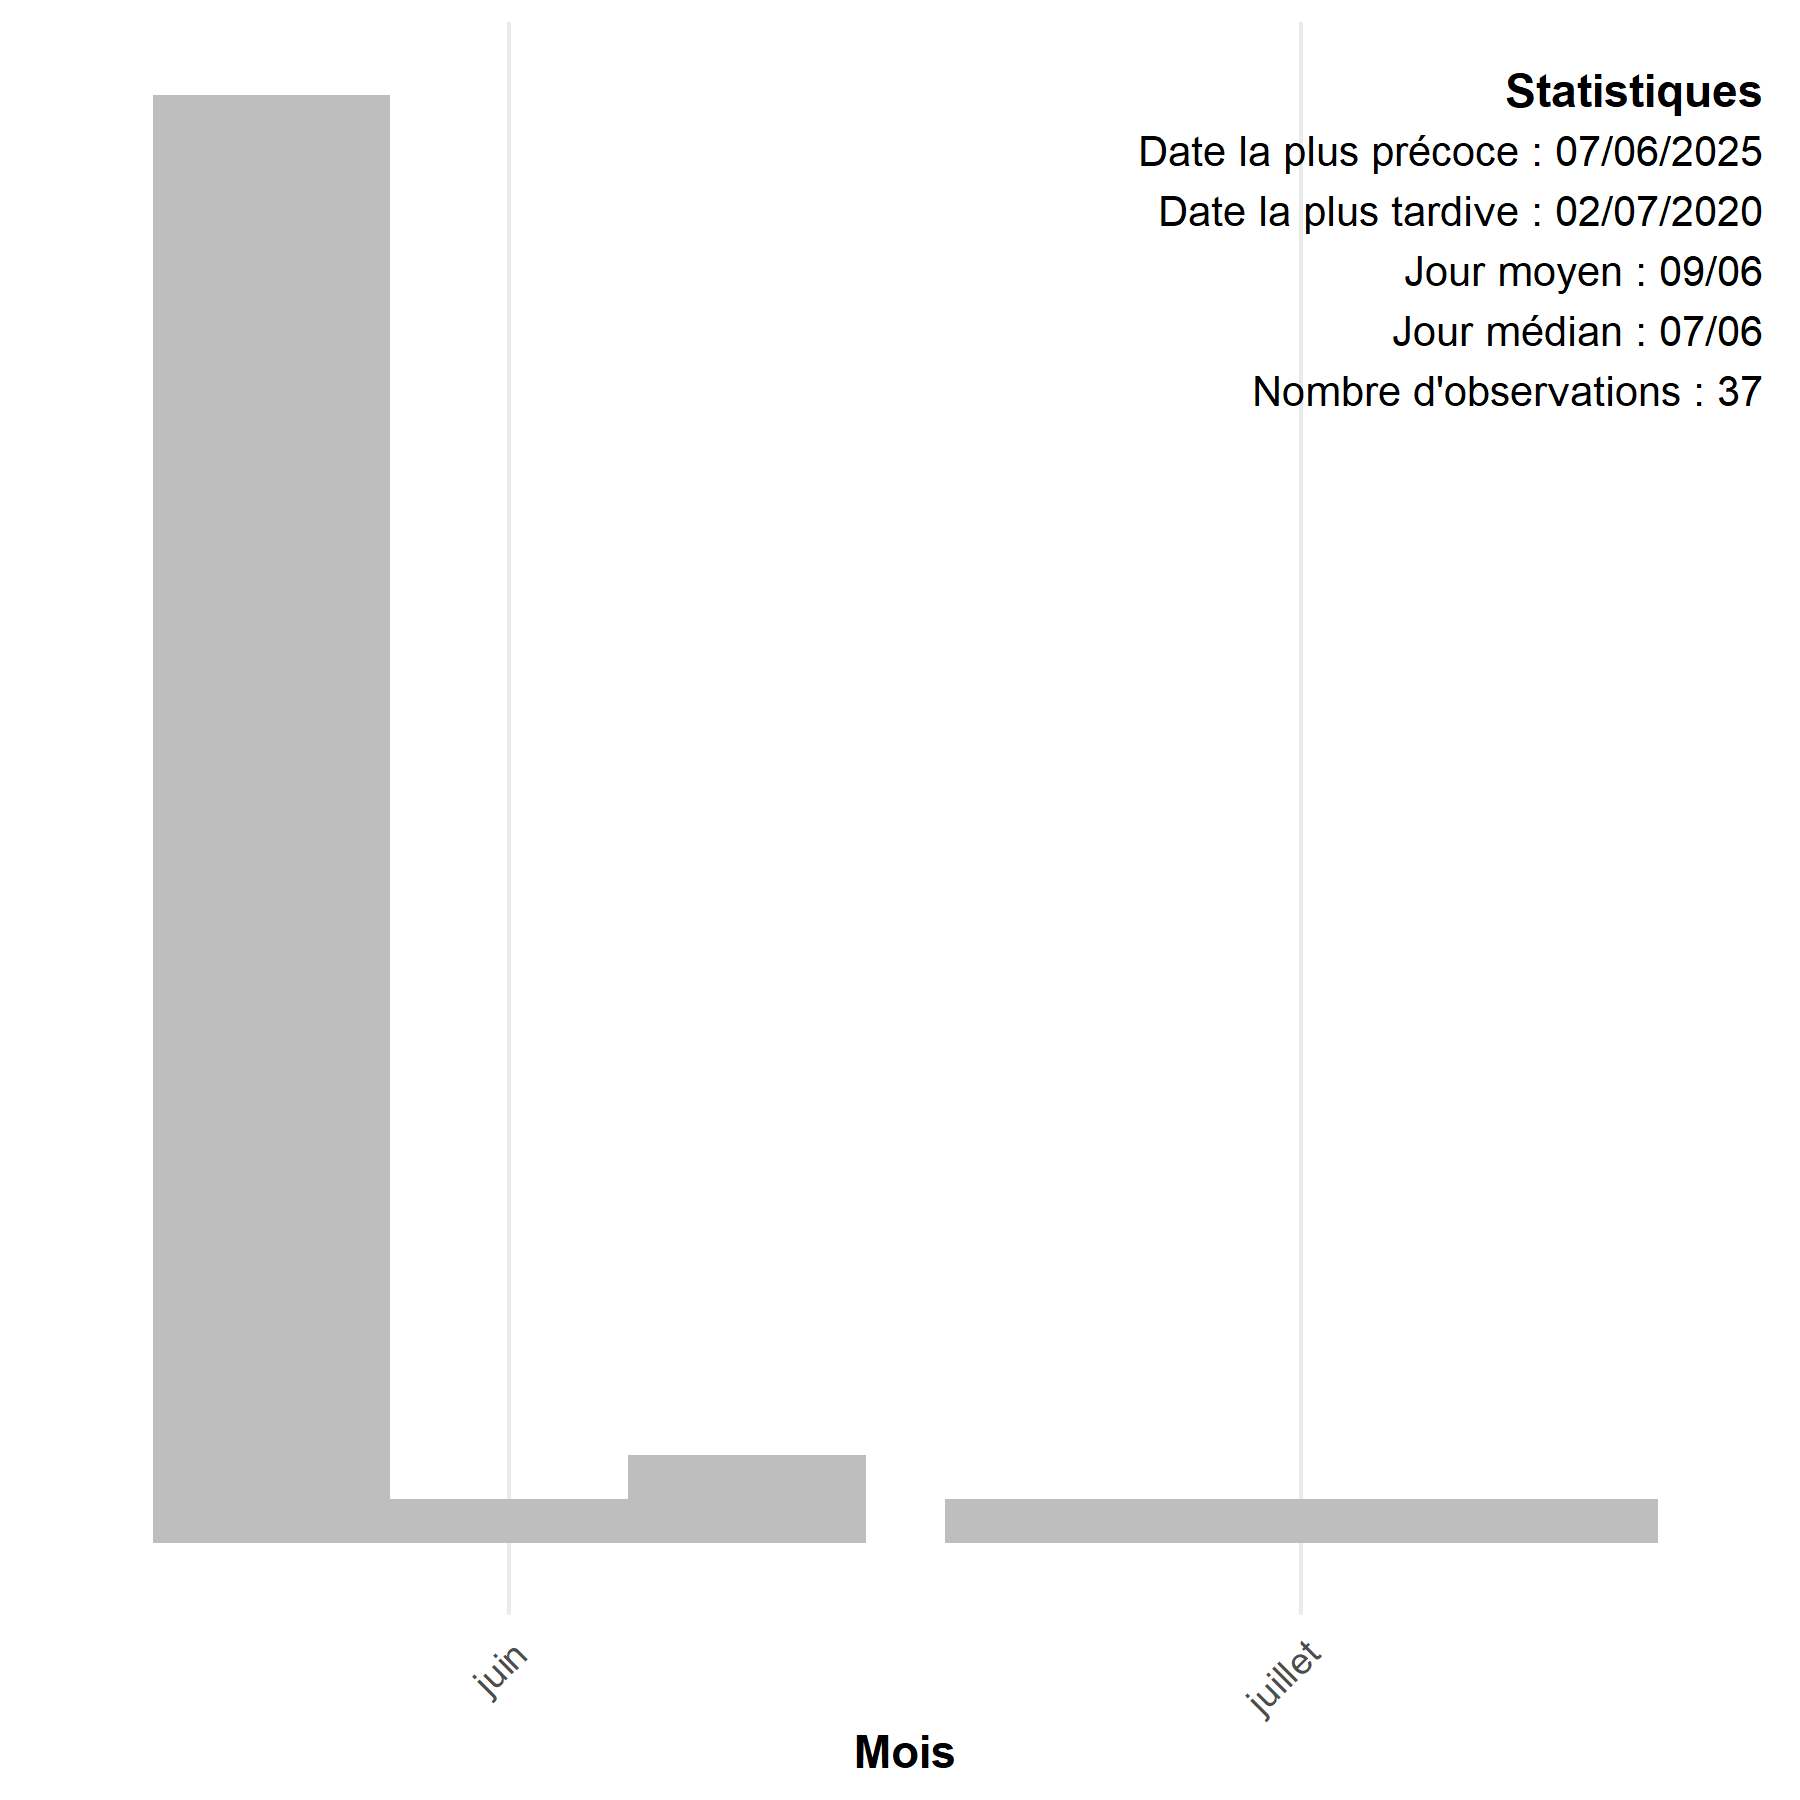 Statistiques
Date la plus précoce : 07/06/2025
Date la plus tardive : 02/07/2020
Jour moyen : 09/06
Jour médian : 07/06
Nombre d'observations : 37
juin
juillet
Mois